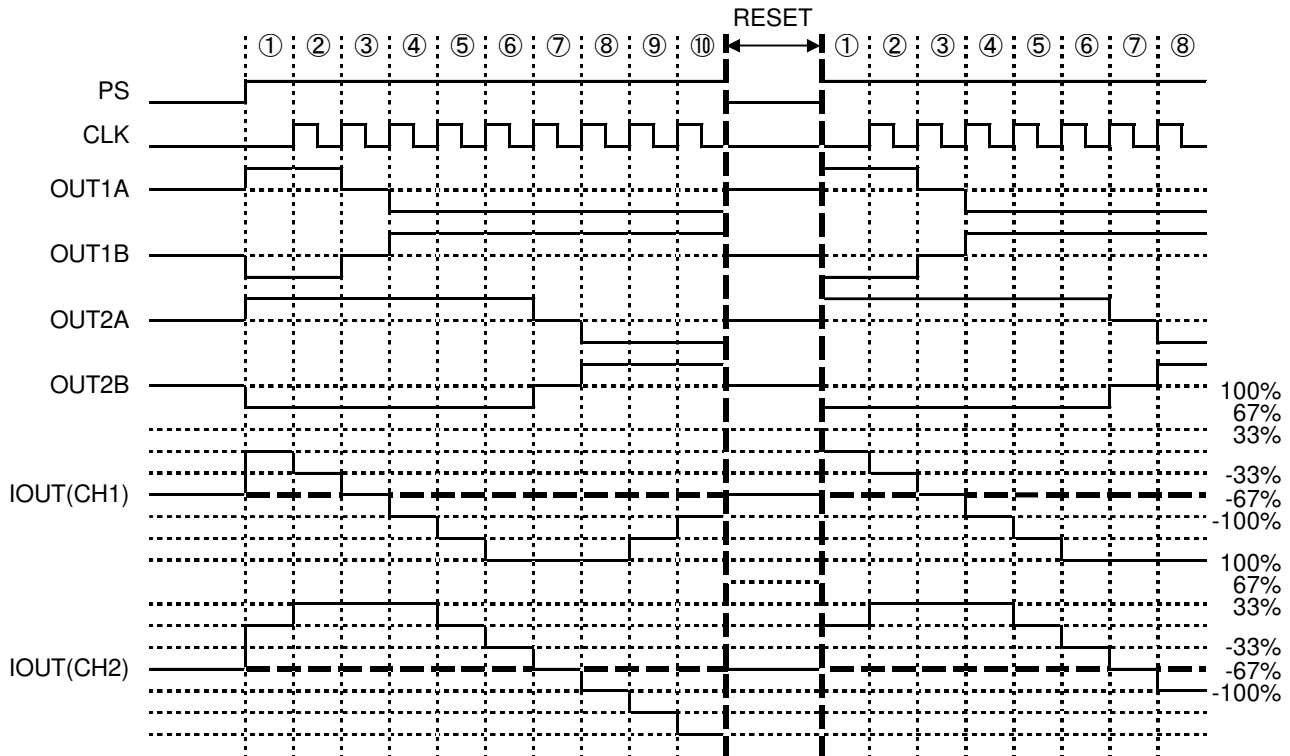 RESET
① ② ③ ④ ⑤ ⑥ ⑦ ⑧ ⑨ ⑩ ① ② ③ ④ ⑤ ⑥ ⑦ ⑧
PS
CLK
OUT1A
OUT1B
OUT2A
OUT2B
100%
67%
33%
IOUT(CH1)
-33%
-67%
-100%
100%
67%
33%
IOUT(CH2)
-33%
-67%
-100%